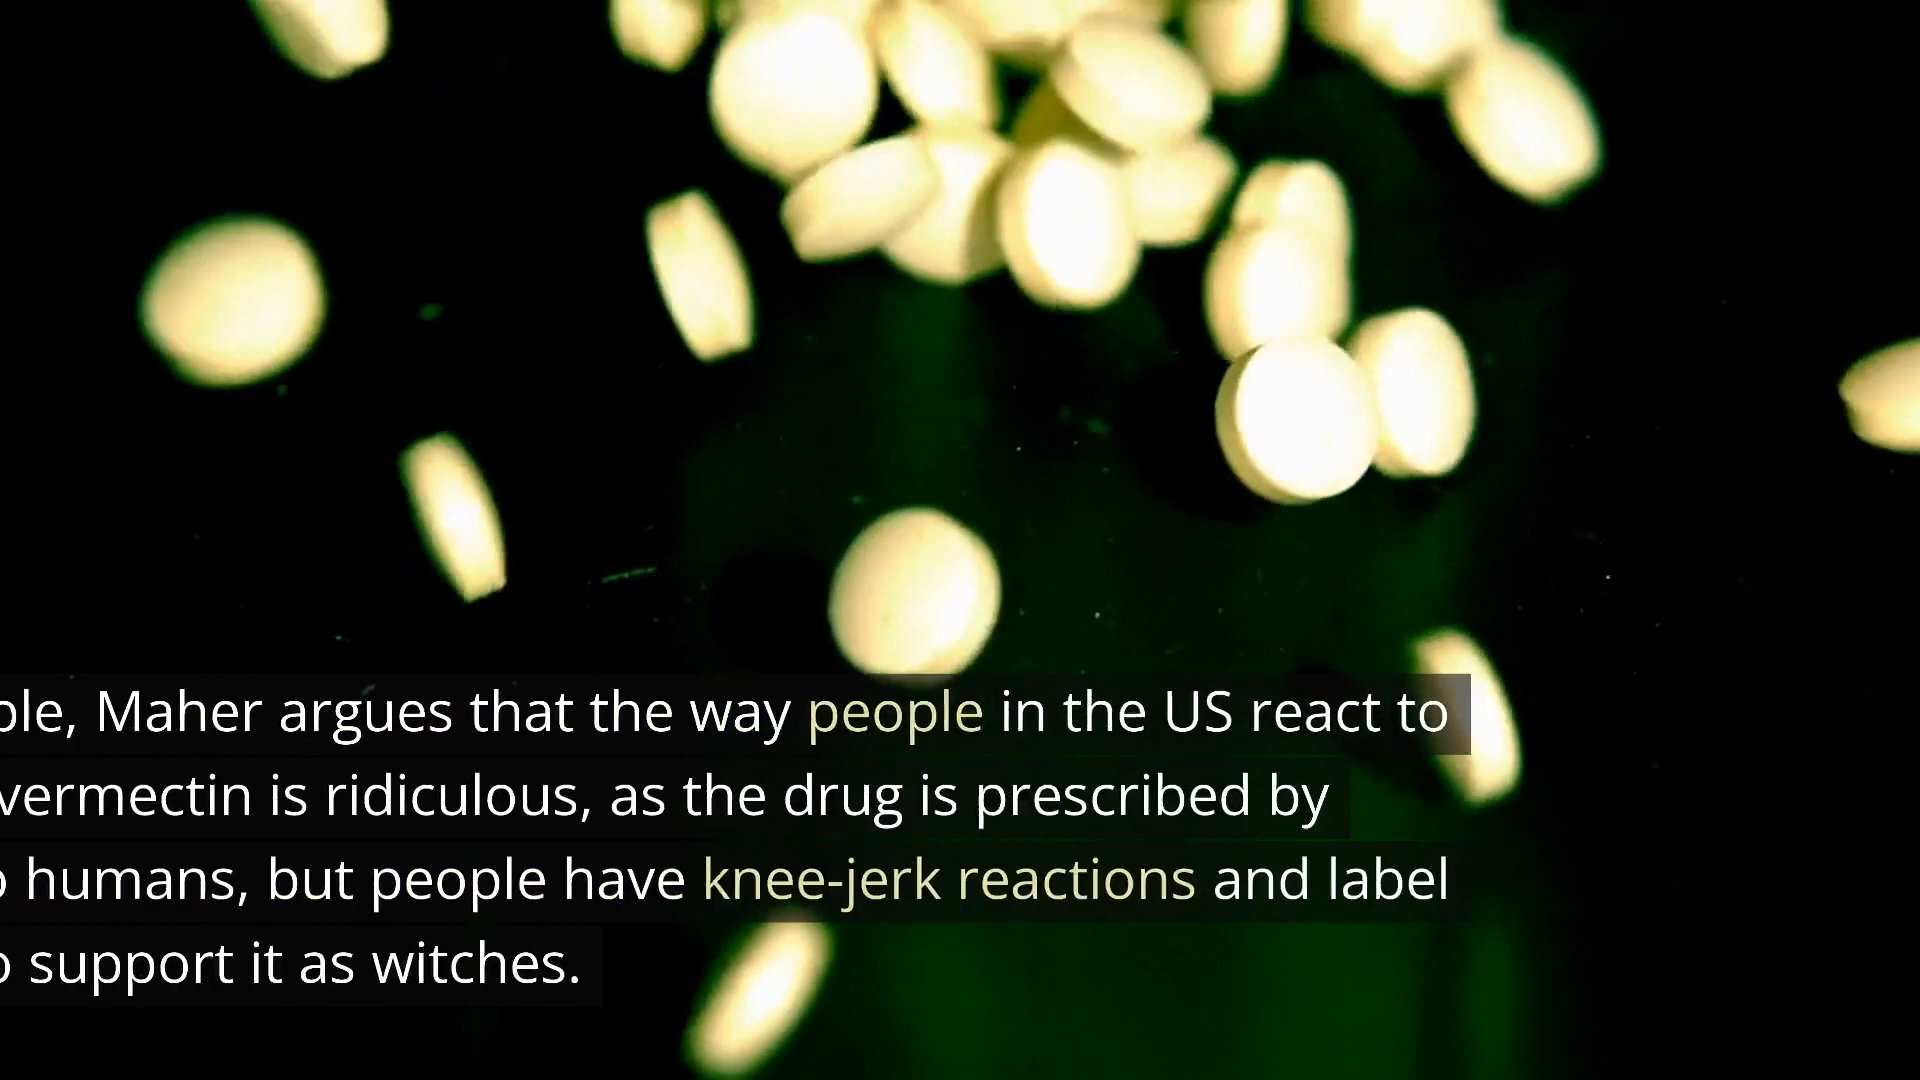 ple, Maher argues that the way people in the US react to
vermectin is ridiculous, as the drug is prescribed by
humans, but people have knee-jerk reactions and label
support it as witches.